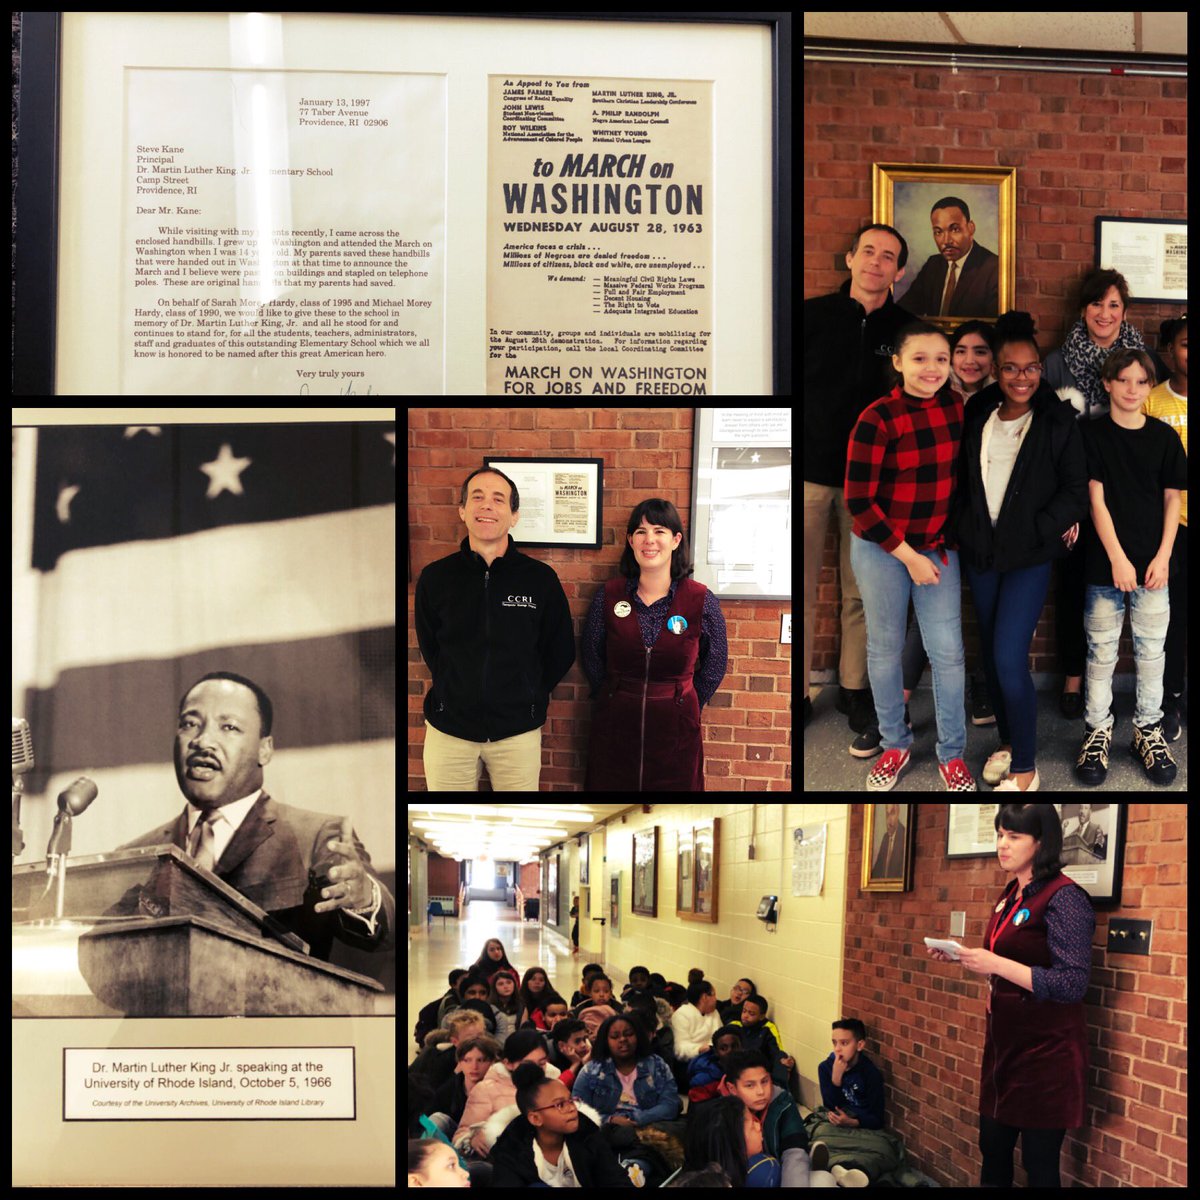 January 13, 1997
77 Taber Avenue
Providence, RI 02906
Steve Kane
Principal
Dr. Martin Luther King, Jr. Elementary School
Camp Street
Providence, RI
Dear Mr. Kane:
While visiting with my parents recently, I came across the
enclosed handbills. I grew up in Washington and attended the March on
Washington when I was 14 years old. My parents saved these handbills
that were handed out in Washington at that time to announce the
March and I believe were pasted on buildings and stapled on telephone
poles. These are original handbills that my parents had saved.
On behalf of Sarah Morey Hardy, class of 1995 and Michael Morey
Hardy, class of 1990, we would like to give these to the school in
memory of Dr. Martin Luther King, Jr. and all he stood for and
continues to stand for, for all the students, teachers, administrators,
staff and graduates of this outstanding Elementary School which we all
know is honored to be named after this great American hero.
Very truly yours
An Appeal to You from
JAMES FARMER
Congress of Racial Equality
JOHN LEWIS
Student Non-violent
Coordinating Committee
ROY WILKINS
National Association for the
Advancement of Colored People
MARTIN LUTHER KING, JR.
Southern Christian Leadership Conference
A. PHILIP RANDOLPH
Negro American Labor Council
WHITNEY YOUNG
National Urban League
to MARCH on
WASHINGTON
WEDNESDAY AUGUST 28, 1963
America faces a crisis . . .
Millions of Negroes are denied freedom . . .
Millions of citizens, black and white, are unemployed . . .
We demand: — Meaningful Civil Rights Laws
— Massive Federal Works Program
— Full and Fair Employment
— Decent Housing
— The Right to Vote
— Adequate Integrated Education
In our community, groups and individuals are mobilizing for
the August 28th demonstration. For information regarding
your participation, call the local Coordinating Committee
for the
MARCH ON WASHINGTON
FOR JOBS AND FREEDOM
to MARCH on
WASHINGTON
CCRI
Dr. Martin Luther King Jr. speaking at the
University of Rhode Island, October 5, 1966
Courtesy of the University Archives, University of Rhode Island Library